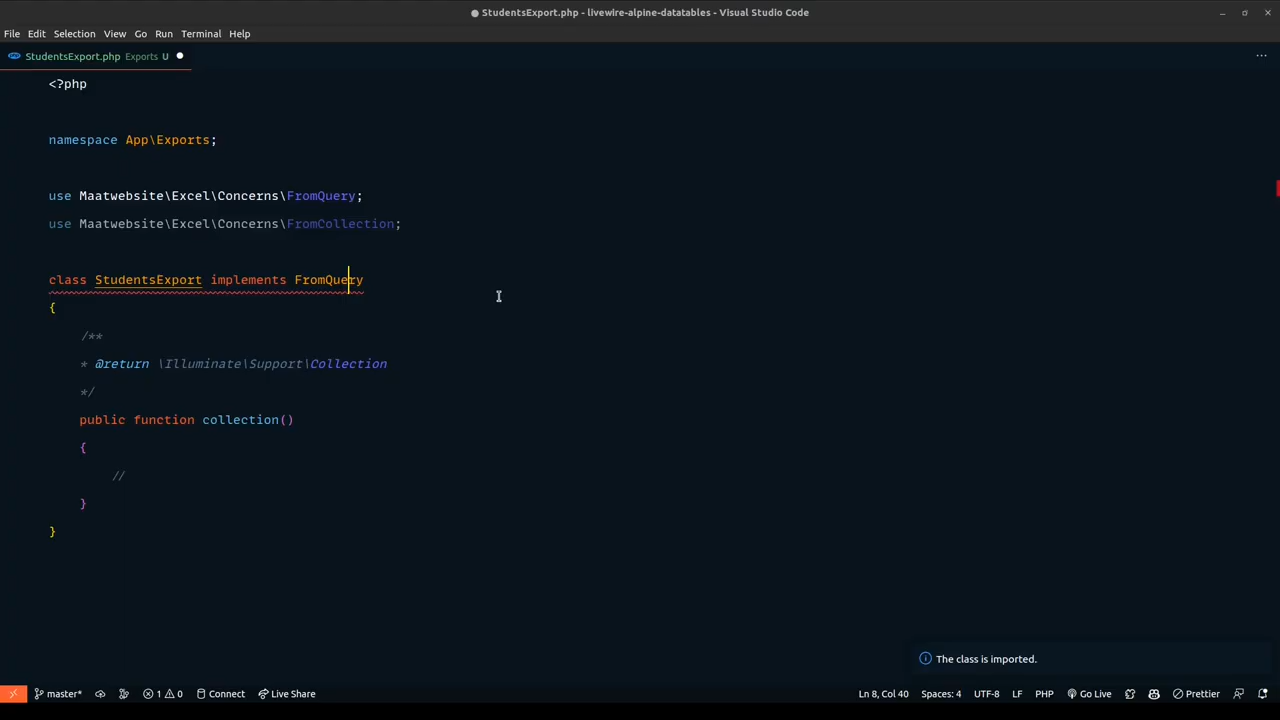 StudentsExport.php - livewire-alpine-datatables - Visual Studio Code
File Edit Selection View Go Run Terminal Help
StudentsExport.php Exports U
<?php
namespace App\Exports;
use Maatwebsite\Excel\Concerns\FromQuery;
use Maatwebsite\Excel\Concerns\FromCollection;
class StudentsExport implements FromQuery
{
/**
* @return \Illuminate\Support\Collection
*/
public function collection()
{
//
}
}
The class is imported.
master* 1 0 Connect Live Share Ln 8, Col 40 Spaces: 4 UTF-8 LF PHP Go Live Prettier